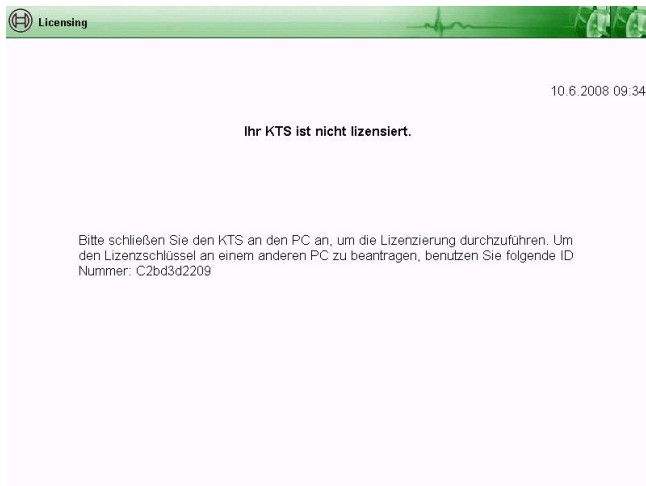 Licensing
10.6.2008 09:34
Ihr KTS ist nicht lizensiert.
Bitte schließen Sie den KTS an den PC an, um die Lizenzierung durchzuführen. Um
den Lizenzschlüssel an einem anderen PC zu beantragen, benutzen Sie folgende ID
Nummer: C2bd3d2209